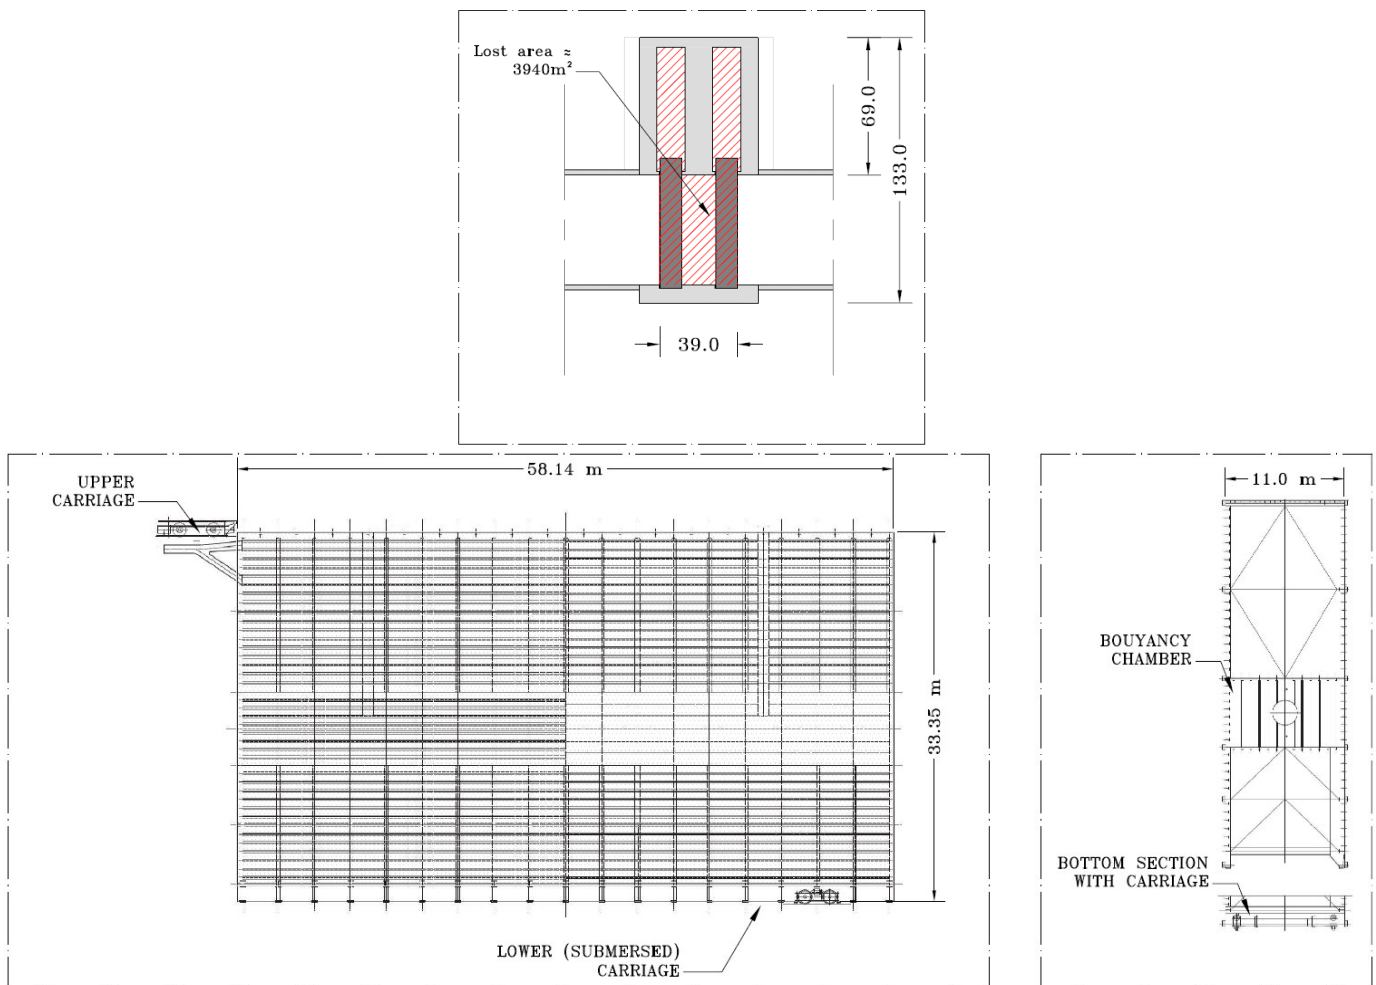 Lost area ≈
3940m²
69.0
133.0
39.0
58.14 m
UPPER
CARRIAGE
33.35 m
LOWER (SUBMERSED)
CARRIAGE
11.0 m
BOUYANCY
CHAMBER
BOTTOM SECTION
WITH CARRIAGE